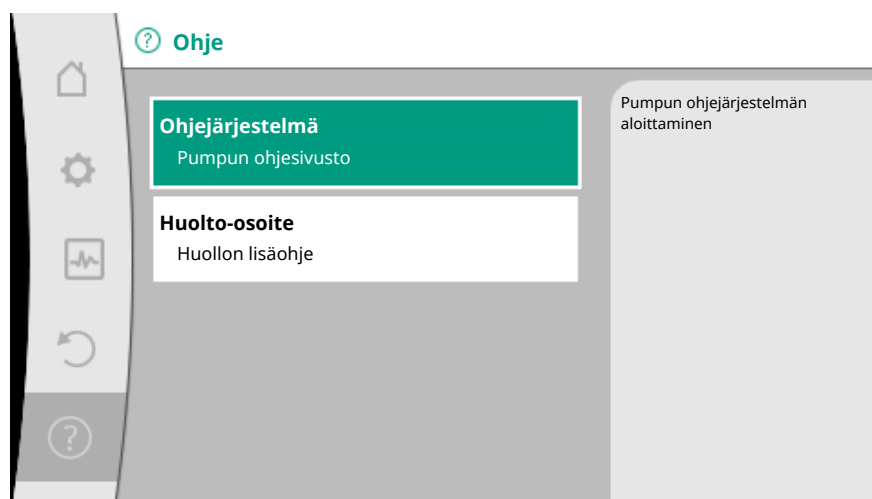 Ohje
Ohjejärjestelmä
Pumpun ohjesivusto
Huolto-osoite
Huollon lisäohje
Pumpun ohjejärjestelmän
aloittaminen